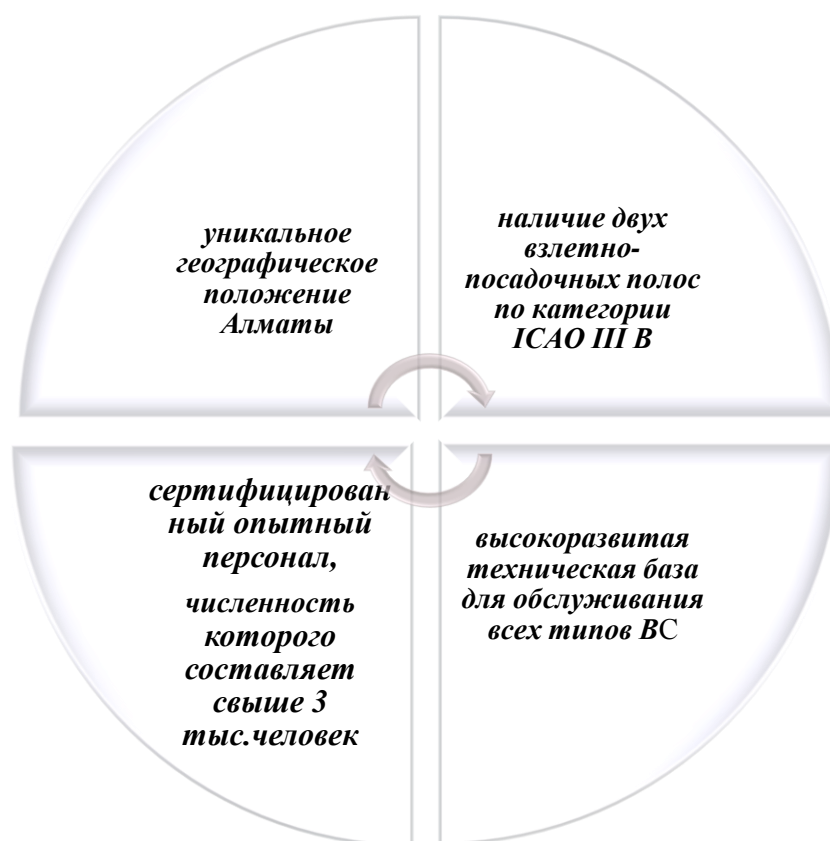 уникальное
географическое
положение
Алматы
наличие двух
взлетно-
посадочных полос
по категории
ICAO III B
сертифицирован
ный опытный
персонал,
численность
которого
составляет
свыше 3
тыс.человек
высокоразвитая
техническая база
для обслуживания
всех типов ВС